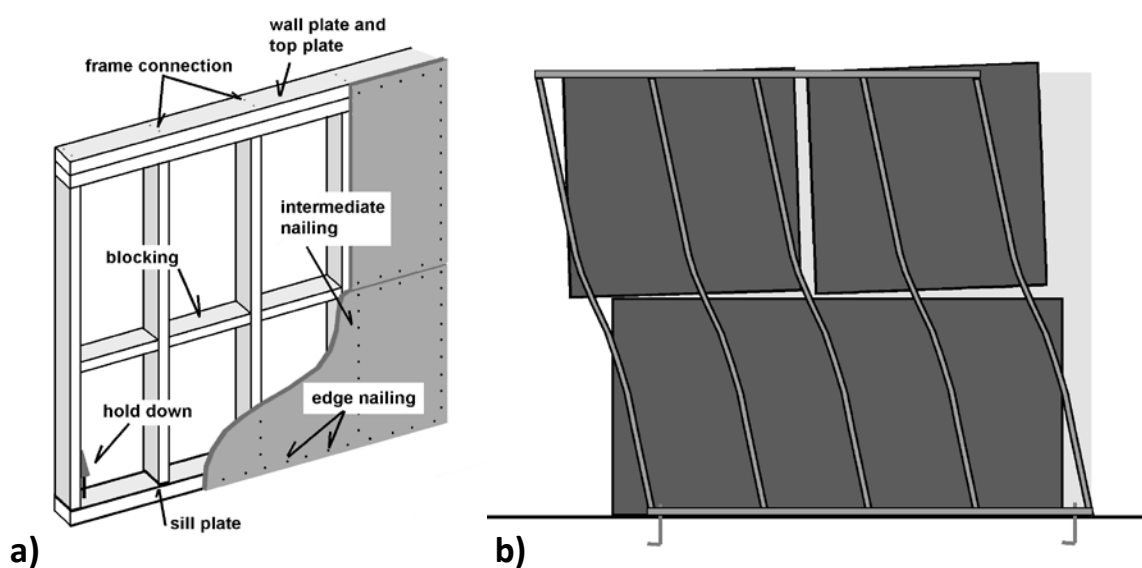 wall plate and
top plate
frame connection
intermediate
nailing
blocking
hold down
edge nailing
sill plate
a)
b)